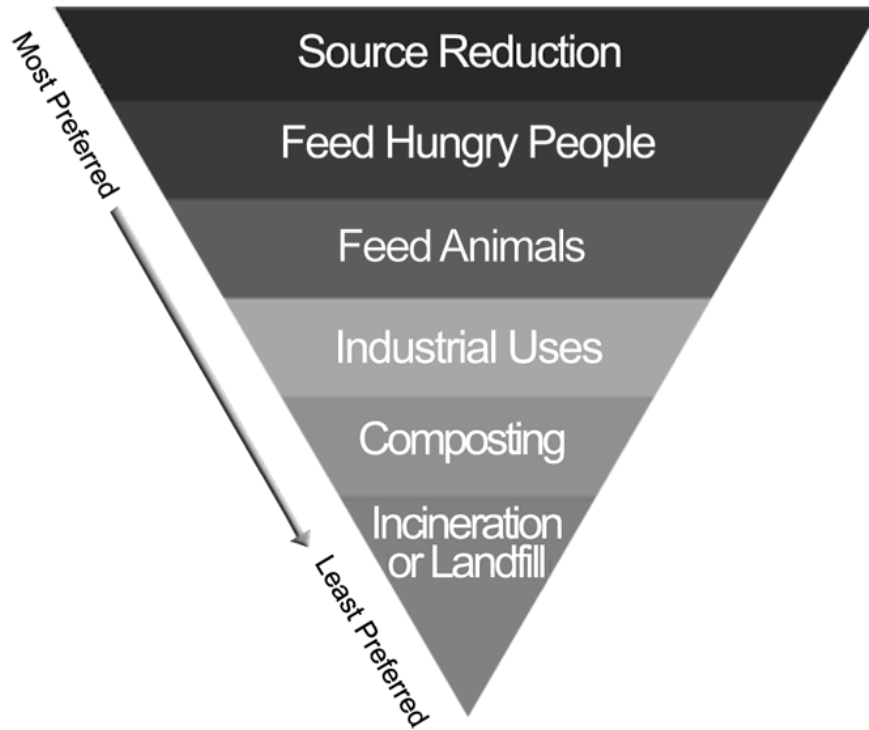 Source Reduction
Feed Hungry People
Feed Animals
Industrial Uses
Composting
Incineration
or Landfill
Most Preferred
Least Preferred